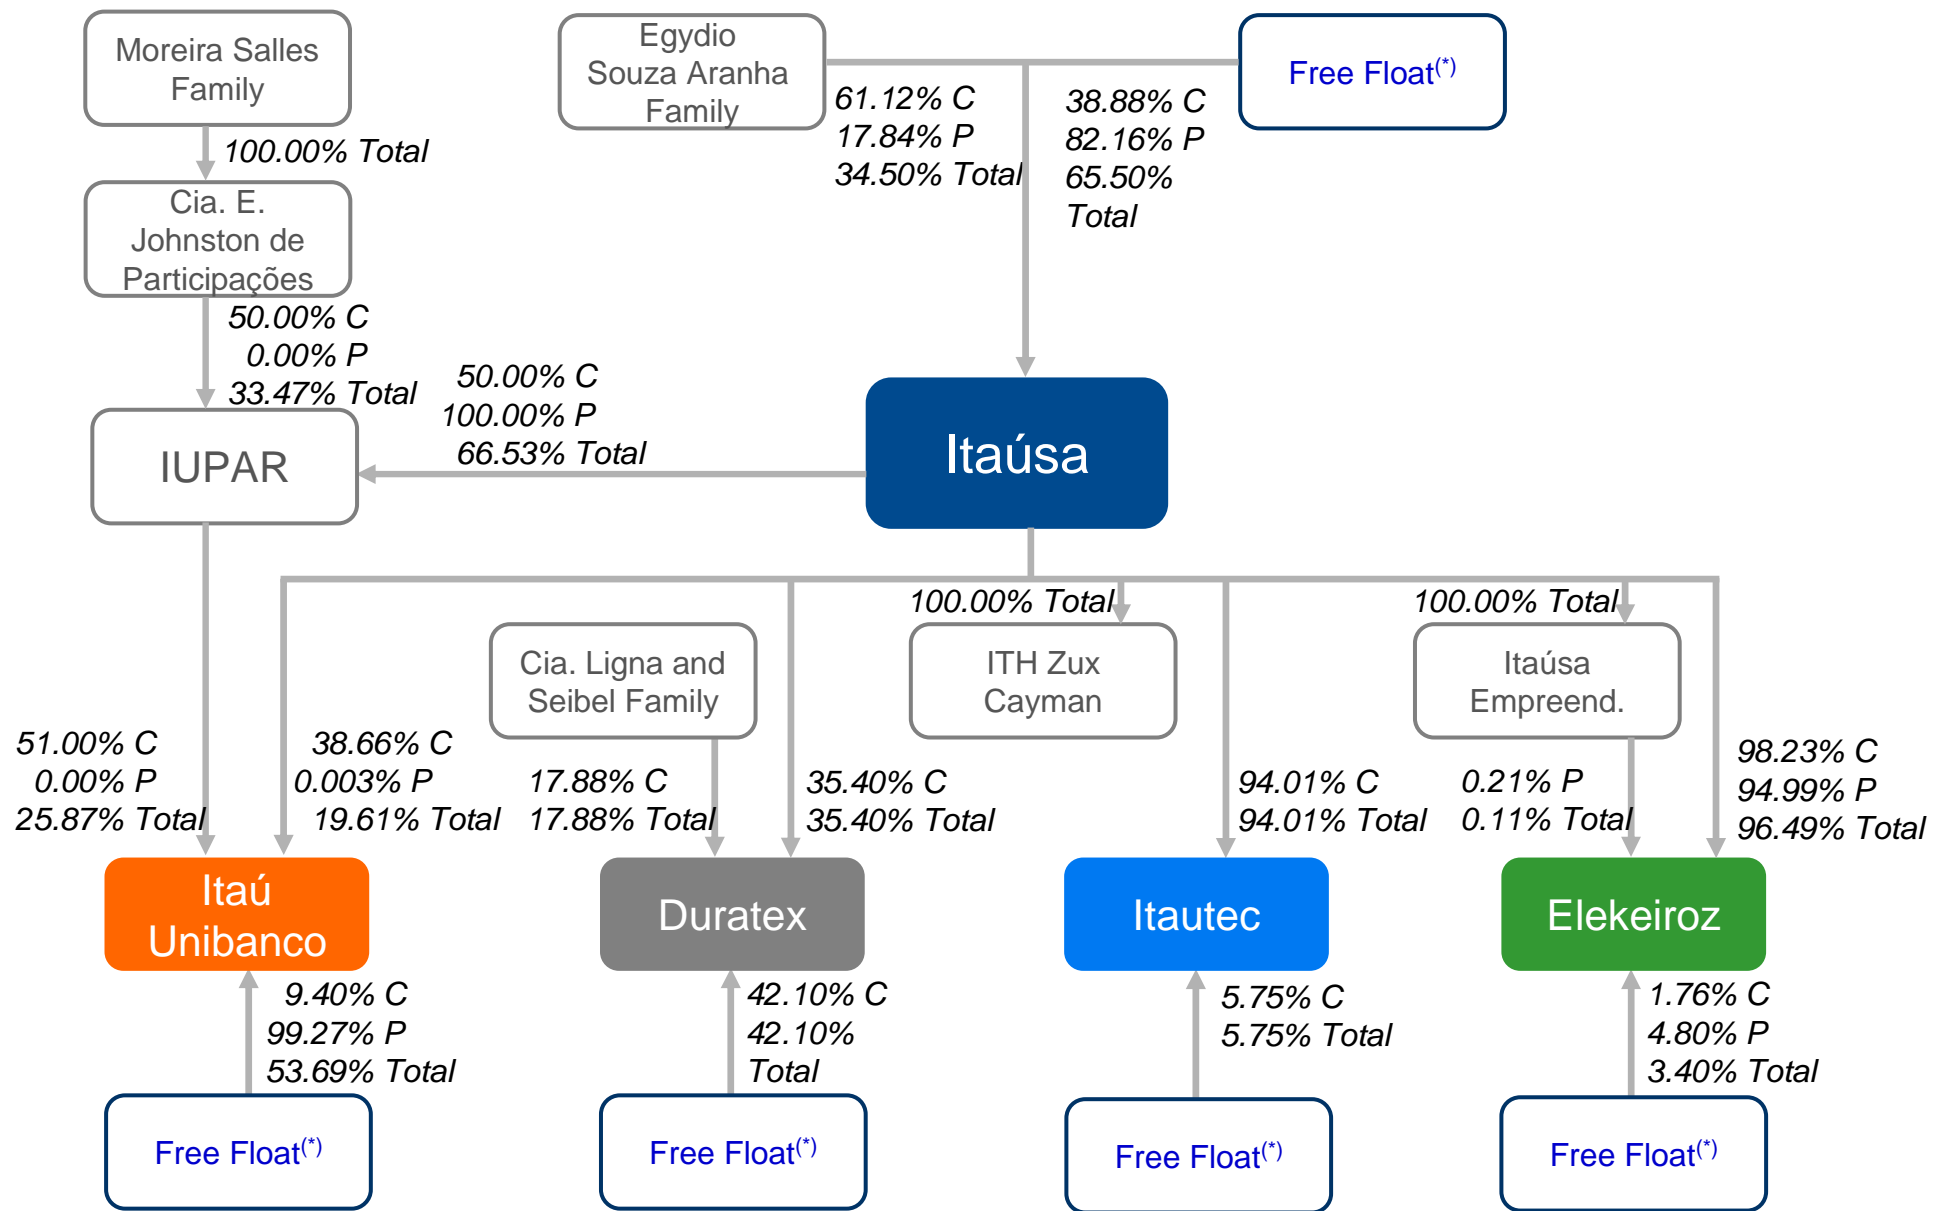 Moreira Salles
Family
Egydio
Souza Aranha
Family
Free Float(*)
61.12% C
17.84% P
34.50% Total
38.88% C
82.16% P
65.50%
Total
100.00% Total
Cia. E.
Johnston de
Participações
50.00% C
0.00% P
33.47% Total
50.00% C
100.00% P
66.53% Total
IUPAR
Itaúsa
100.00% Total
100.00% Total
Cia. Ligna and
Seibel Family
ITH Zux
Cayman
Itaúsa
Empreend.
51.00% C
0.00% P
25.87% Total
38.66% C
0.003% P
19.61% Total
17.88% C
17.88% Total
35.40% C
35.40% Total
94.01% C
94.01% Total
0.21% P
0.11% Total
98.23% C
94.99% P
96.49% Total
Itaú
Unibanco
Duratex
Itautec
Elekeiroz
9.40% C
99.27% P
53.69% Total
42.10% C
42.10%
Total
5.75% C
5.75% Total
1.76% C
4.80% P
3.40% Total
Free Float(*)
Free Float(*)
Free Float(*)
Free Float(*)